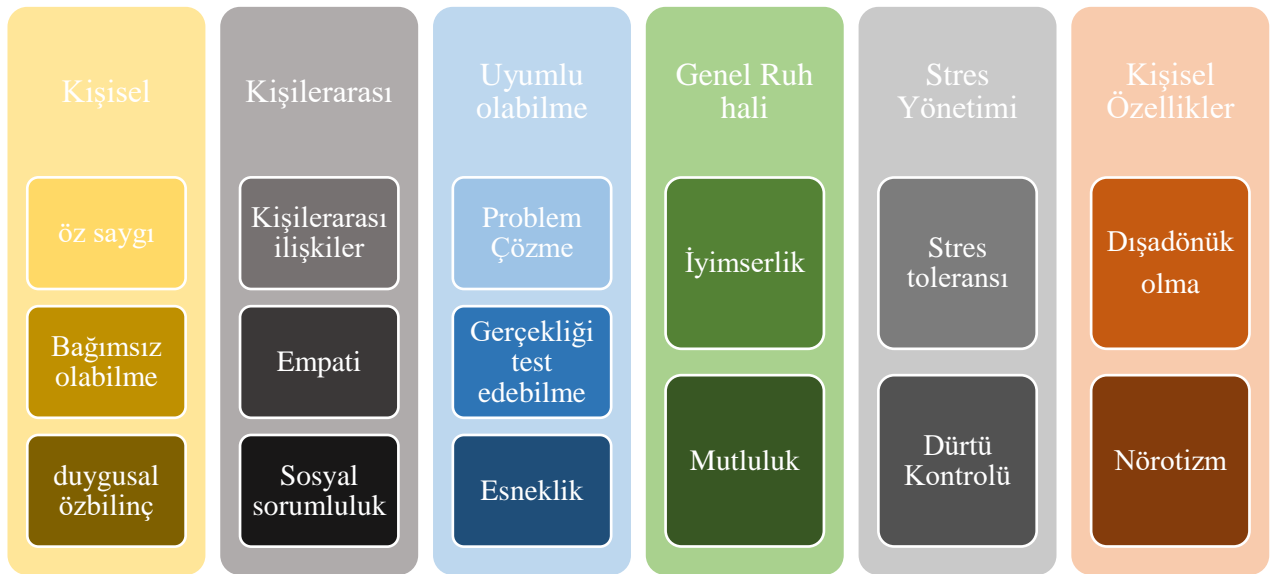 Kişisel
öz saygı
Bağımsız
olabilme
duygusal
özbilinç
Kişilerarası
Kişilerarası
ilişkiler
Empati
Sosyal
sorumluluk
Uyumlu
olabilme
Problem
Çözme
Gerçekliği
test
edebilme
Esneklik
Genel Ruh
hali
İyimserlik
Mutluluk
Stres
Yönetimi
Stres
toleransı
Dürtü
Kontrolü
Kişisel
Özellikler
Dışadönük
olma
Nörotizm